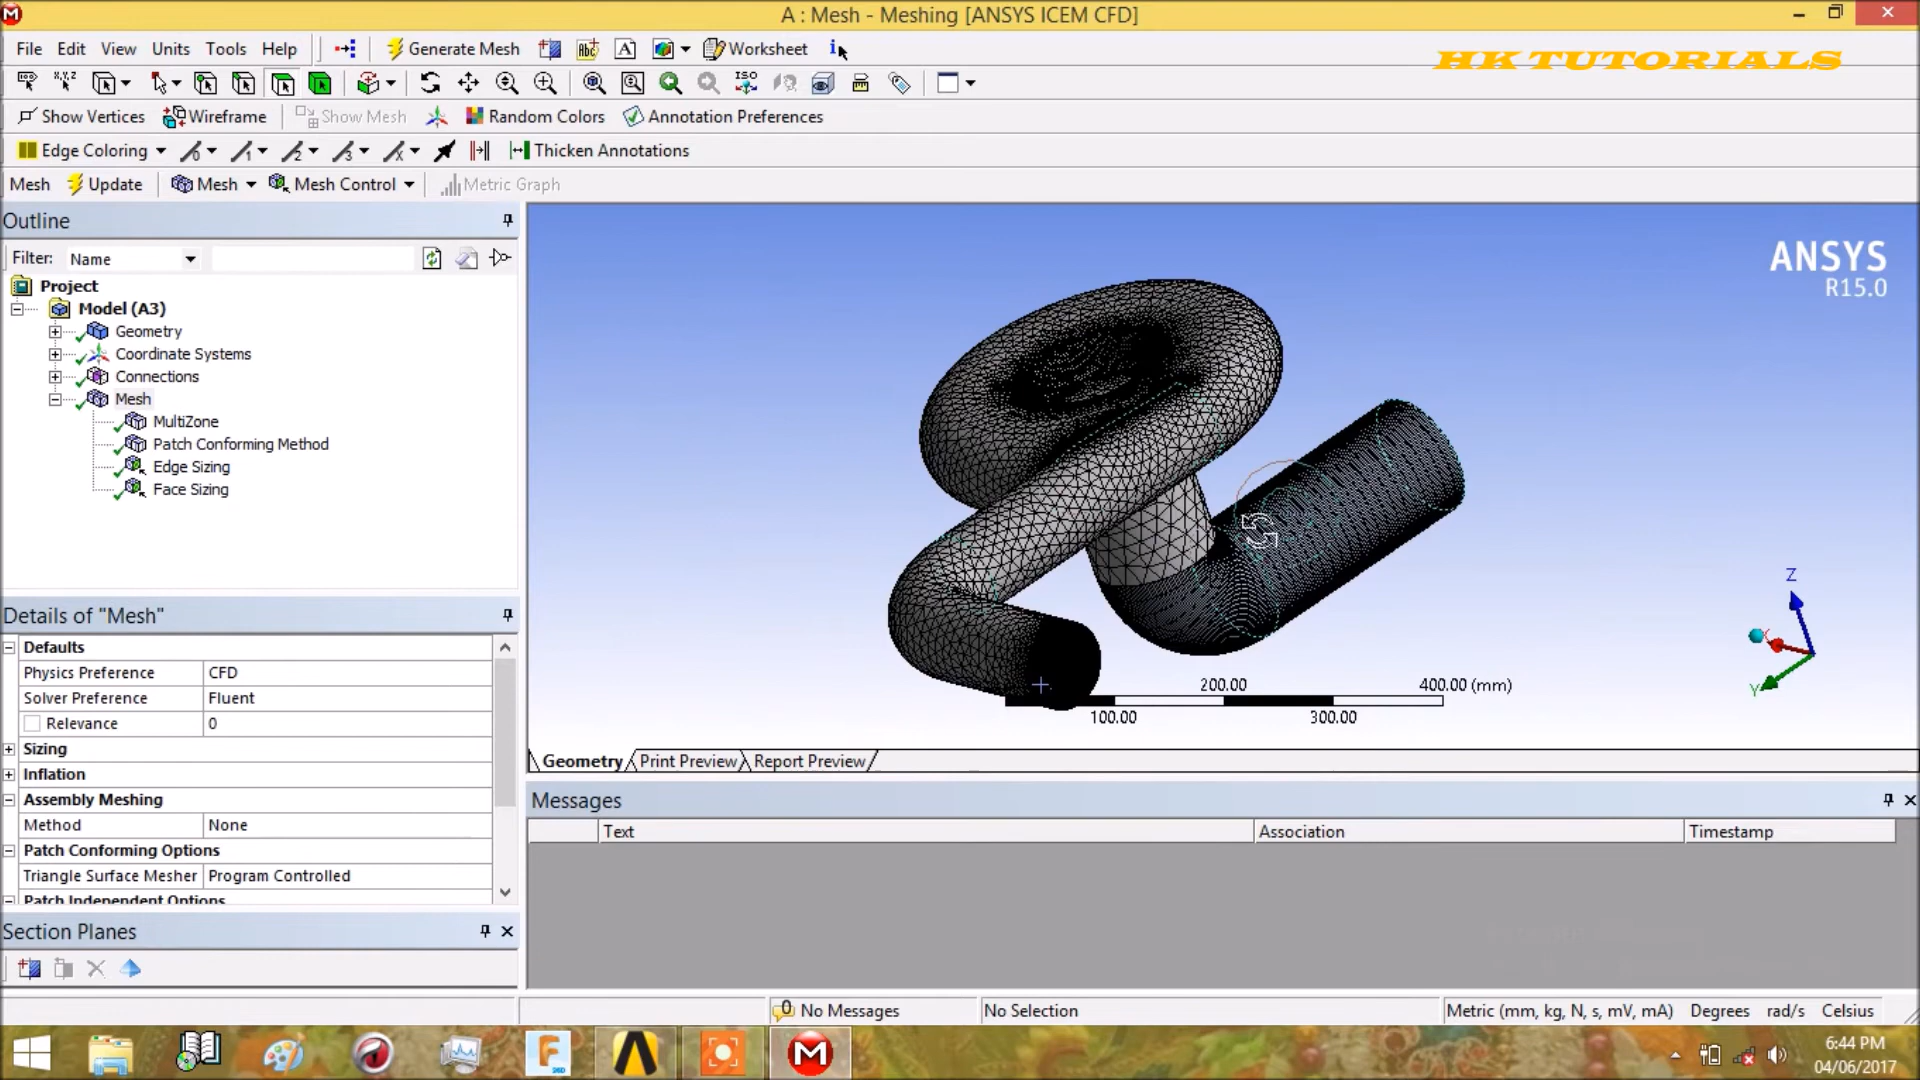 A : Mesh - Meshing [ANSYS ICEM CFD]
File Edit View Units Tools Help Generate Mesh Worksheet
HK TUTORIALS
Show Vertices Wireframe Show Mesh Random Colors Annotation Preferences
Edge Coloring Thicken Annotations
Mesh Update Mesh Mesh Control Metric Graph
Outline
Filter: Name
Project
Model (A3)
Geometry
Coordinate Systems
Connections
Mesh
MultiZone
Patch Conforming Method
Edge Sizing
Face Sizing
ANSYS
R15.0
Z
X
Y
200.00 400.00 (mm)
100.00 300.00
Details of "Mesh"
Defaults
Physics Preference CFD
Solver Preference Fluent
Relevance 0
Sizing
Inflation
Assembly Meshing
Method None
Patch Conforming Options
Triangle Surface Mesher Program Controlled
Patch Independent Options
Geometry Print Preview Report Preview
Messages
Text Association Timestamp
Section Planes
No Messages No Selection Metric (mm, kg, N, s, mV, mA) Degrees rad/s Celsius
6:44 PM
04/06/2017